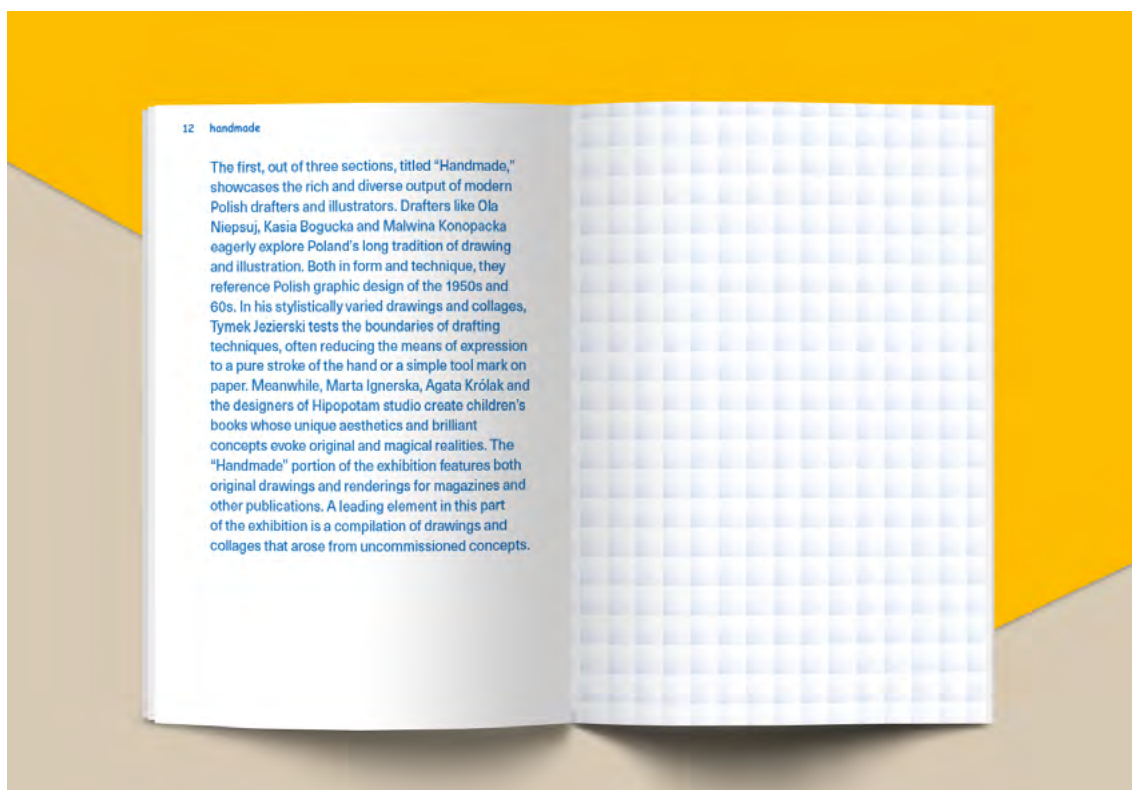 12 handmade
The first, out of three sections, titled “Handmade,”
showcases the rich and diverse output of modern
Polish drafters and illustrators. Drafters like Ola
Niepsuj, Kasia Bogucka and Malwina Konopacka
eagerly explore Poland’s long tradition of drawing
and illustration. Both in form and technique, they
reference Polish graphic design of the 1950s and
60s. In his stylistically varied drawings and collages,
Tymek Jezierski tests the boundaries of drafting
techniques, often reducing the means of expression
to a pure stroke of the hand or a simple tool mark on
paper. Meanwhile, Marta Ignerska, Agata Królak and
the designers of Hipopotam studio create children’s
books whose unique aesthetics and brilliant
concepts evoke original and magical realities. The
“Handmade” portion of the exhibition features both
original drawings and renderings for magazines and
other publications. A leading element in this part
of the exhibition is a compilation of drawings and
collages that arose from uncommissioned concepts.